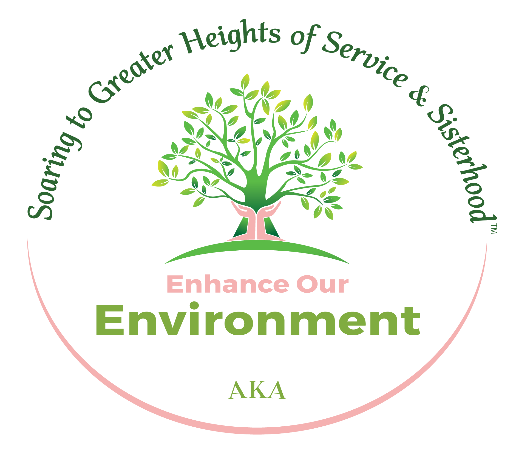 Soaring to Greater Heights of Service & Sisterhood™
Enhance Our
Environment
AKA